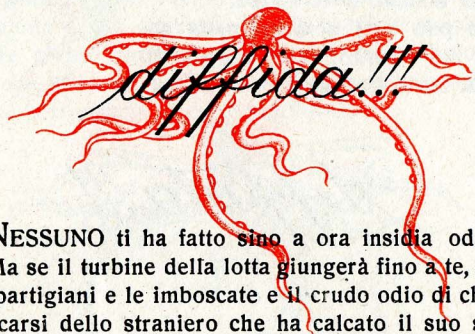 diffida!!!
NESSUNO ti ha fatto sino a ora insidia od
Ma se il turbine della lotta giungerà fino a te,
partigiani e le imboscate e il crudo odio di
carsi dello straniero che ha calcato il suo